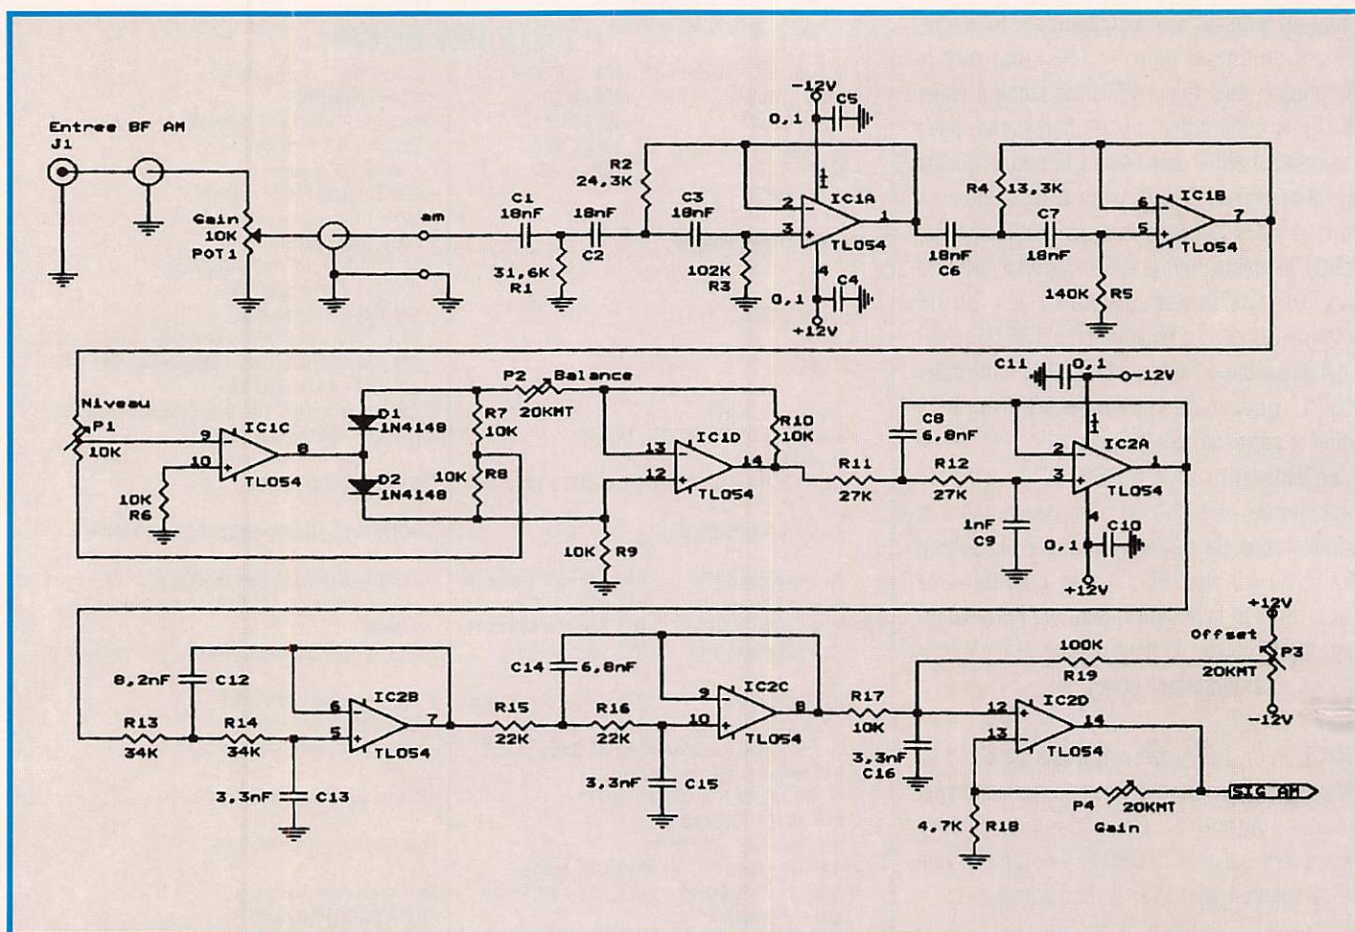 Entree BF AM
J1
Gain
10K
POT1
am
C1
18nF
18nF
C2
31,6K
R1
R2
24,3K
C3
18nF
102K
R3
-12V
C5
0,1
11
2
3
IC1A
1
TL054
4
C4
0,1
+12V
18nF
C6
R4
13,3K
C7
18nF
140K
R5
6
5
IC1B
7
TL054
Niveau
P1
10K
9
10
IC1C
8
TL054
10K
R6
D1
1N4148
D2
1N4148
P2
Balance
20KMT
R7
10K
10K
R8
10K
R9
13
12
IC1D
14
TL054
R10
10K
R11
27K
C8
6,8nF
R12
27K
1nF
C9
C11
0,1
-12V
11
2
3
IC2A
1
TL054
4
C10
0,1
+12V
8,2nF
C12
R13
34K
R14
34K
3,3nF
C13
6
5
IC2B
7
TL054
R15
22K
C14
6,8nF
R16
22K
3,3nF
C15
9
10
IC2C
8
TL054
R17
10K
3,3nF
C16
100K
R19
+12V
Offset
P3
20KMT
-12V
12
13
IC2D
14
TL054
4,7K
R18
P4
20KMT
Gain
SIG AM